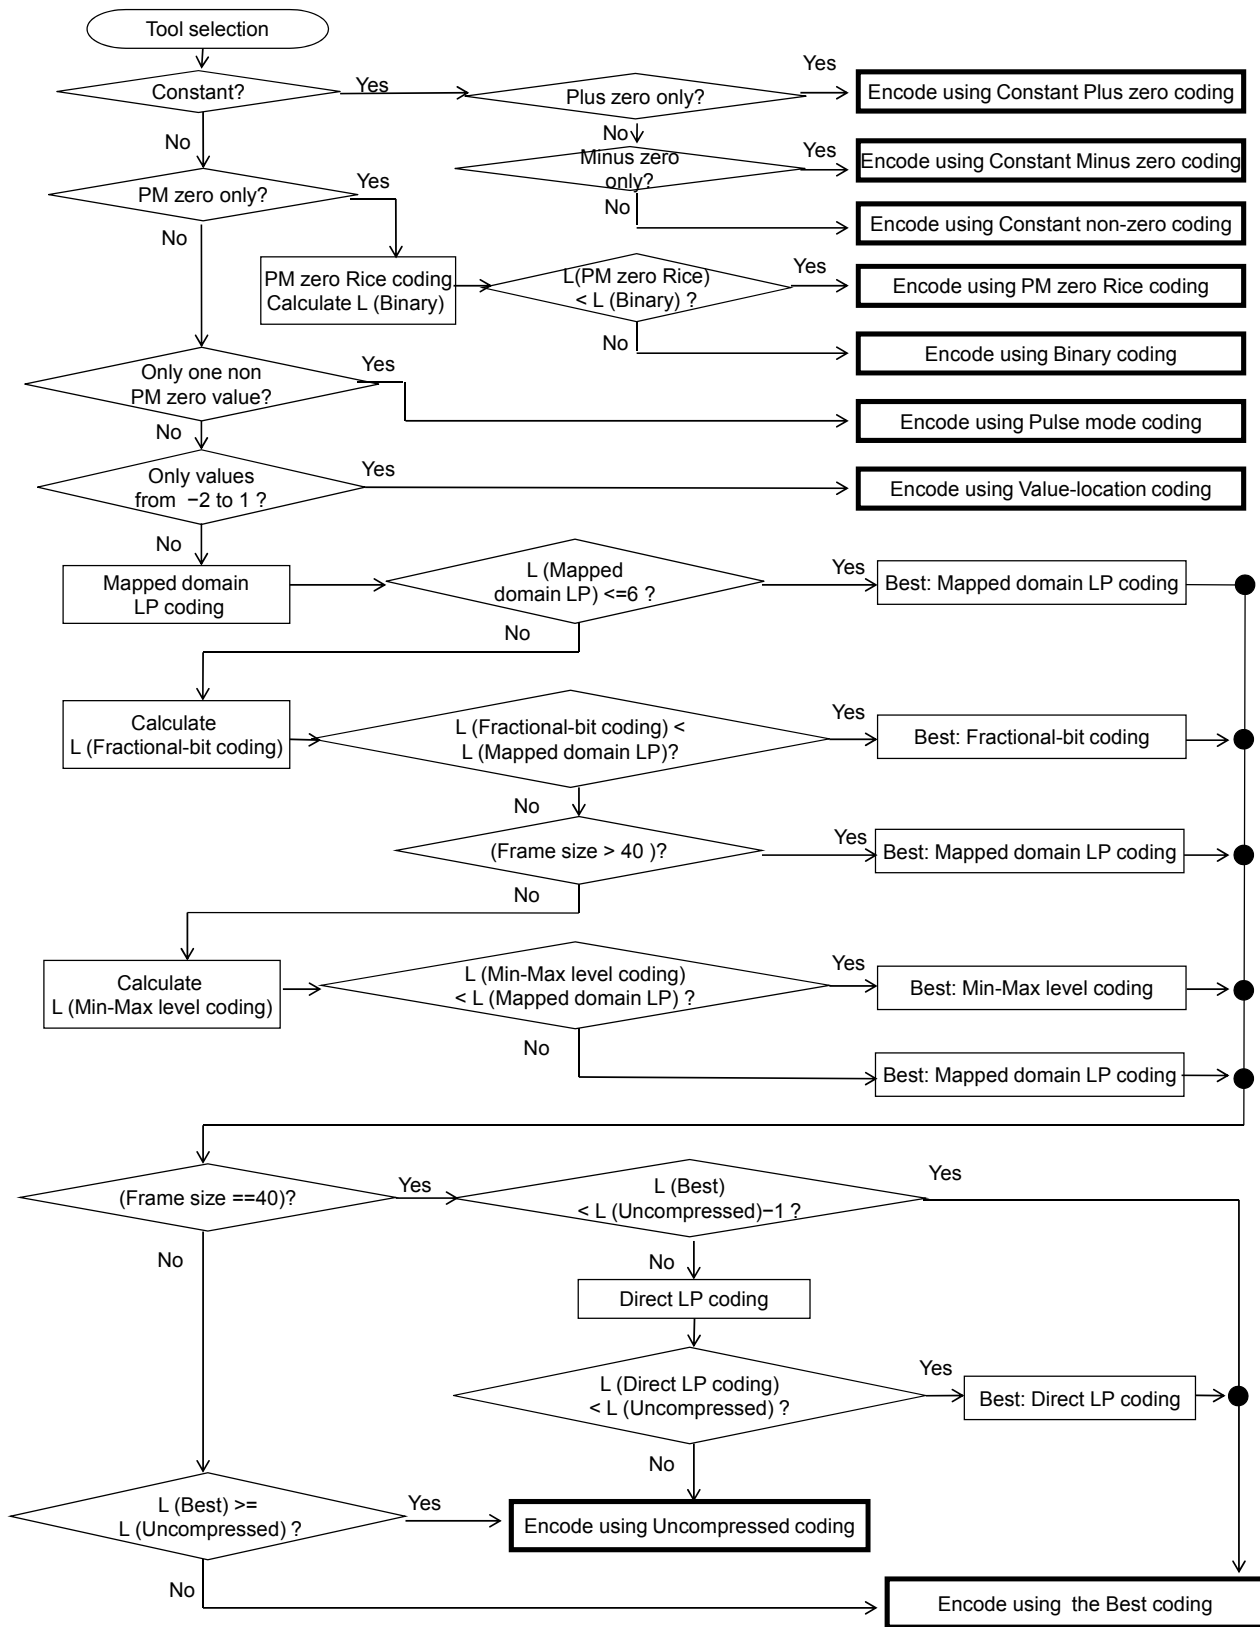 Tool selection
Constant?
Yes
Plus zero only?
Yes
Encode using Constant Plus zero coding
No
No
Minus zero
only?
Yes
Encode using Constant Minus zero coding
PM zero only?
Yes
No
Encode using Constant non-zero coding
No
PM zero Rice coding
Calculate L (Binary)
L(PM zero Rice)
< L (Binary) ?
Yes
Encode using PM zero Rice coding
No
Encode using Binary coding
Only one non
PM zero value?
Yes
Encode using Pulse mode coding
No
Only values
from −2 to 1 ?
Yes
Encode using Value-location coding
No
Mapped domain
LP coding
L (Mapped
domain LP) <=6 ?
Yes
Best: Mapped domain LP coding
No
Calculate
L (Fractional-bit coding)
L (Fractional-bit coding) <
L (Mapped domain LP)?
Yes
Best: Fractional-bit coding
No
(Frame size > 40 )?
Yes
Best: Mapped domain LP coding
No
Calculate
L (Min-Max level coding)
L (Min-Max level coding)
< L (Mapped domain LP) ?
Yes
Best: Min-Max level coding
No
Best: Mapped domain LP coding
(Frame size ==40)?
Yes
L (Best)
< L (Uncompressed)−1 ?
Yes
No
No
Direct LP coding
L (Direct LP coding)
< L (Uncompressed) ?
Yes
Best: Direct LP coding
No
L (Best) >=
L (Uncompressed) ?
Yes
Encode using Uncompressed coding
No
Encode using the Best coding